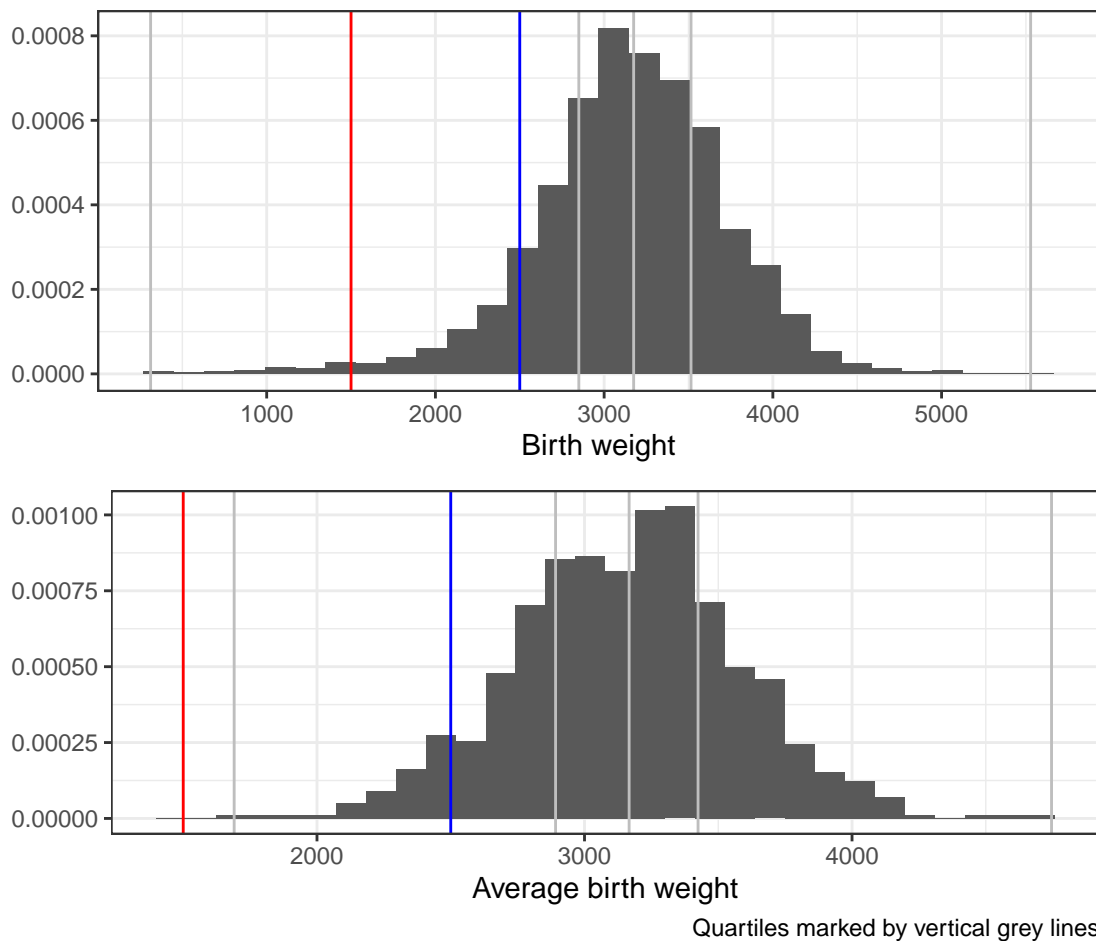 0.0008
0.0006
0.0004
0.0002
0.0000
1000 2000 3000 4000 5000
Birth weight
0.00100
0.00075
0.00050
0.00025
0.00000
2000 3000 4000
Average birth weight
Quartiles marked by vertical grey lines